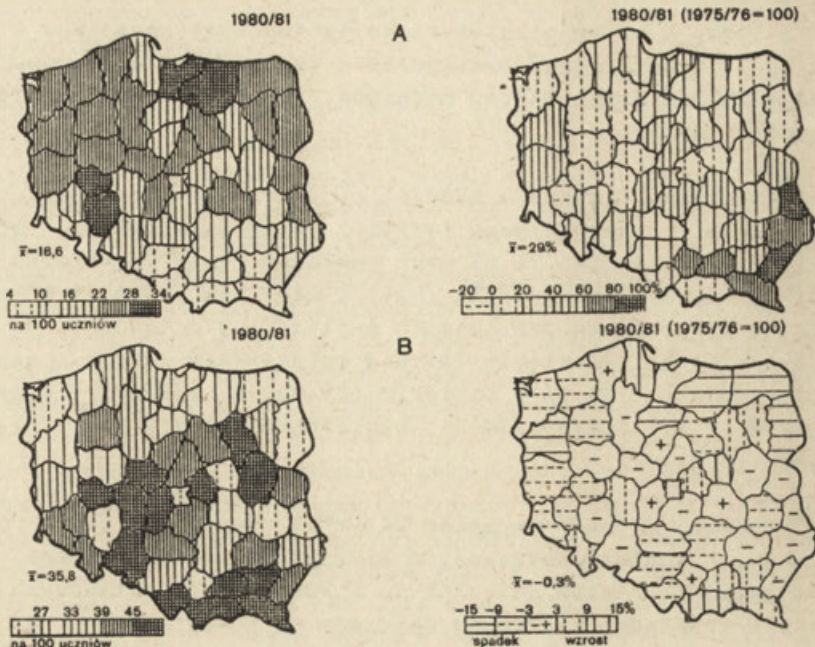 1980/81
A
1980/81 (1975/76=100)
x̄=18,6
x̄=29%
4 10 16 22 28 34
na 100 uczniów
-20 0 20 40 60 80 100%
1980/81
B
1980/81 (1975/76=100)
x̄=35,8
x̄=-0,3%
27 33 39 45
na 100 uczniów
-15 -9 -3 3 9 15%
- +
spadek wzrost
+
-
-
+
-
-
-
-
-
+
-
+
-
-
-
-
-
-
+
-